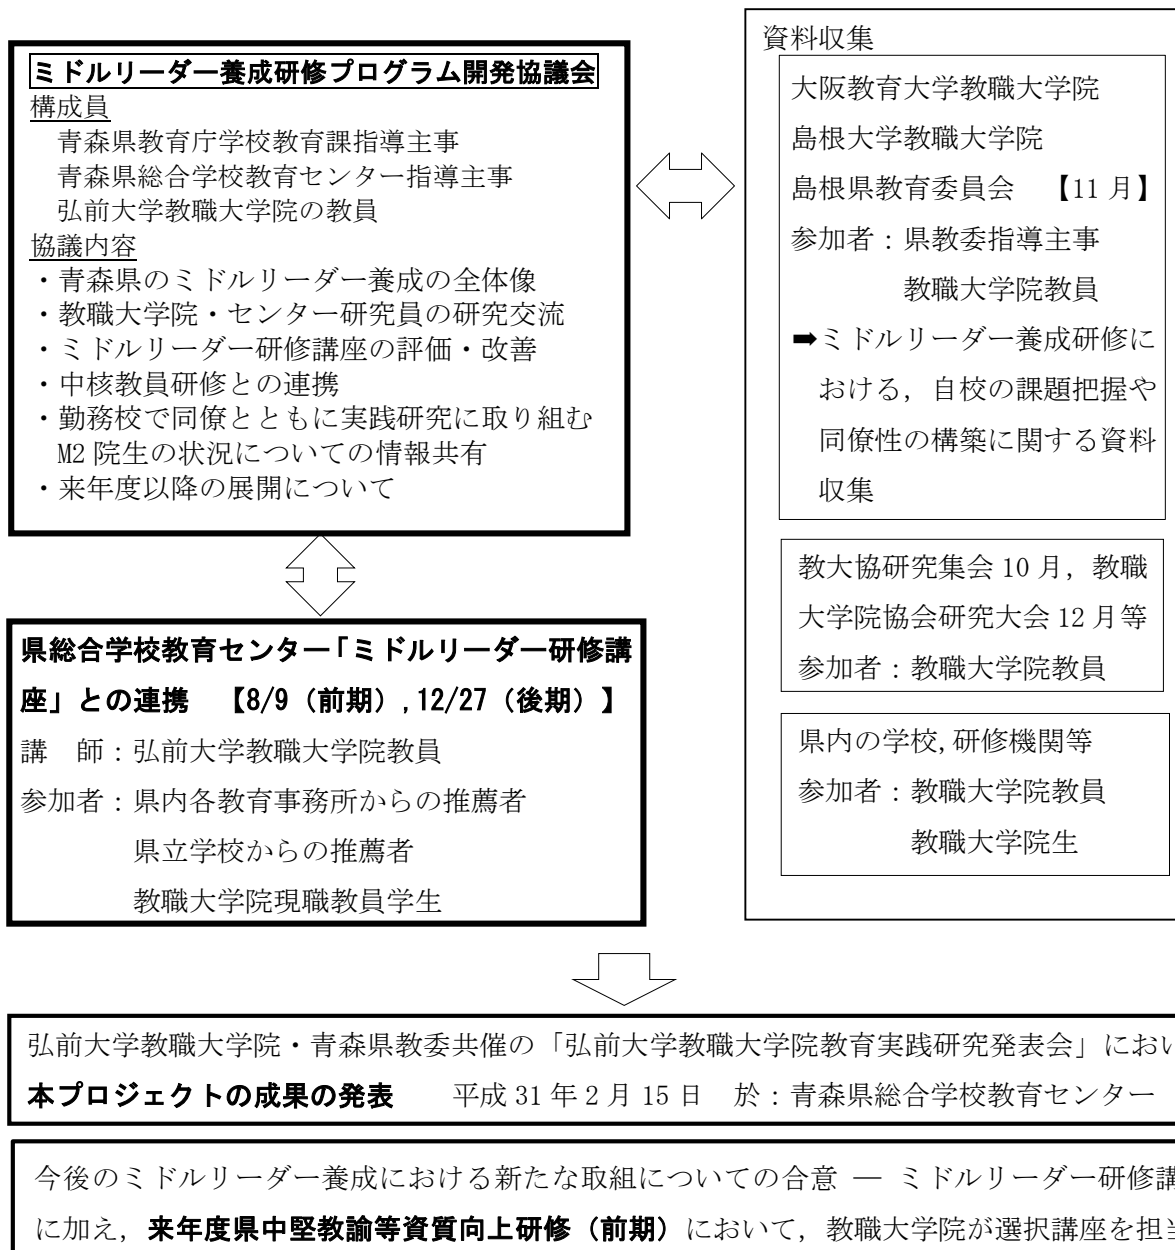 ミドルリーダー養成研修プログラム開発協議会
構成員
青森県教育庁学校教育課指導主事
青森県総合学校教育センター指導主事
弘前大学教職大学院の教員
協議内容
・青森県のミドルリーダー養成の全体像
・教職大学院・センター研究員の研究交流
・ミドルリーダー研修講座の評価・改善
・中核教員研修との連携
・勤務校で同僚とともに実践研究に取り組む
M2 院生の状況についての情報共有
・来年度以降の展開について
資料収集
大阪教育大学教職大学院
島根大学教職大学院
島根県教育委員会 【11 月】
参加者：県教委指導主事
教職大学院教員
➡ミドルリーダー養成研修に
おける，自校の課題把握や
同僚性の構築に関する資料
収集
教大協研究集会 10 月，教職
大学院協会研究大会 12 月等
参加者：教職大学院教員
県内の学校,研修機関等
参加者：教職大学院教員
教職大学院生
県総合学校教育センター「ミドルリーダー研修講
座」との連携 【8/9（前期）,12/27（後期）】
講 師：弘前大学教職大学院教員
参加者：県内各教育事務所からの推薦者
県立学校からの推薦者
教職大学院現職教員学生
弘前大学教職大学院・青森県教委共催の「弘前大学教職大学院教育実践研究発表会」におい
本プロジェクトの成果の発表 平成 31 年 2 月 15 日 於：青森県総合学校教育センター
今後のミドルリーダー養成における新たな取組についての合意 ― ミドルリーダー研修講
に加え，来年度県中堅教諭等資質向上研修（前期）において，教職大学院が選択講座を担当